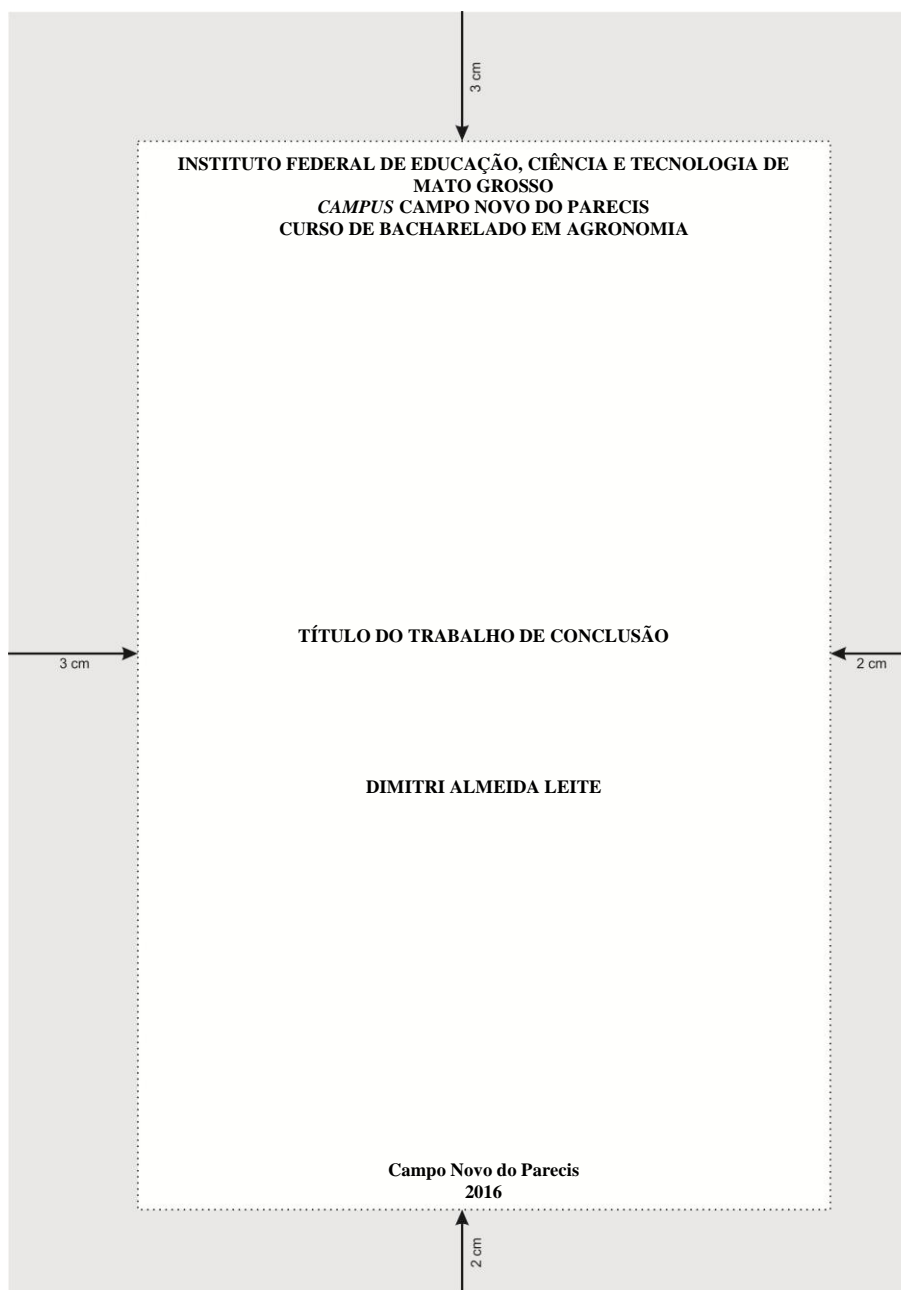 3 cm
INSTITUTO FEDERAL DE EDUCAÇÃO, CIÊNCIA E TECNOLOGIA DE
MATO GROSSO
CAMPUS CAMPO NOVO DO PARECIS
CURSO DE BACHARELADO EM AGRONOMIA
TÍTULO DO TRABALHO DE CONCLUSÃO
3 cm
2 cm
DIMITRI ALMEIDA LEITE
Campo Novo do Parecis
2016
2 cm